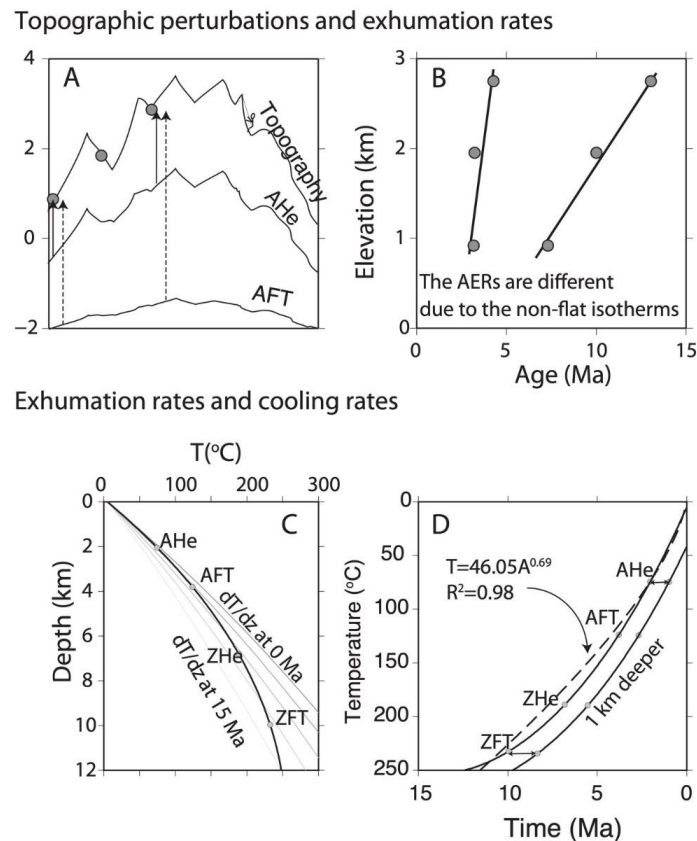 Topographic perturbations and exhumation rates
A
4
2
0
−2
Topography
AHe
AFT
B
3
2
1
0
Elevation (km)
The AERs are different
due to the non-flat isotherms
0 5 10 15
Age (Ma)
Exhumation rates and cooling rates
T(°C)
0 100 200 300
C
0
2
4
6
8
10
12
Depth (km)
AHe
AFT
dT/dz at 0 Ma
ZHe
dT/dz at 15 Ma
ZFT
D
0
50
100
150
200
250
Temperature (°C)
T=46.05A0.69
R2=0.98
AHe
AFT
ZHe
1 km deeper
ZFT
15 10 5 0
Time (Ma)